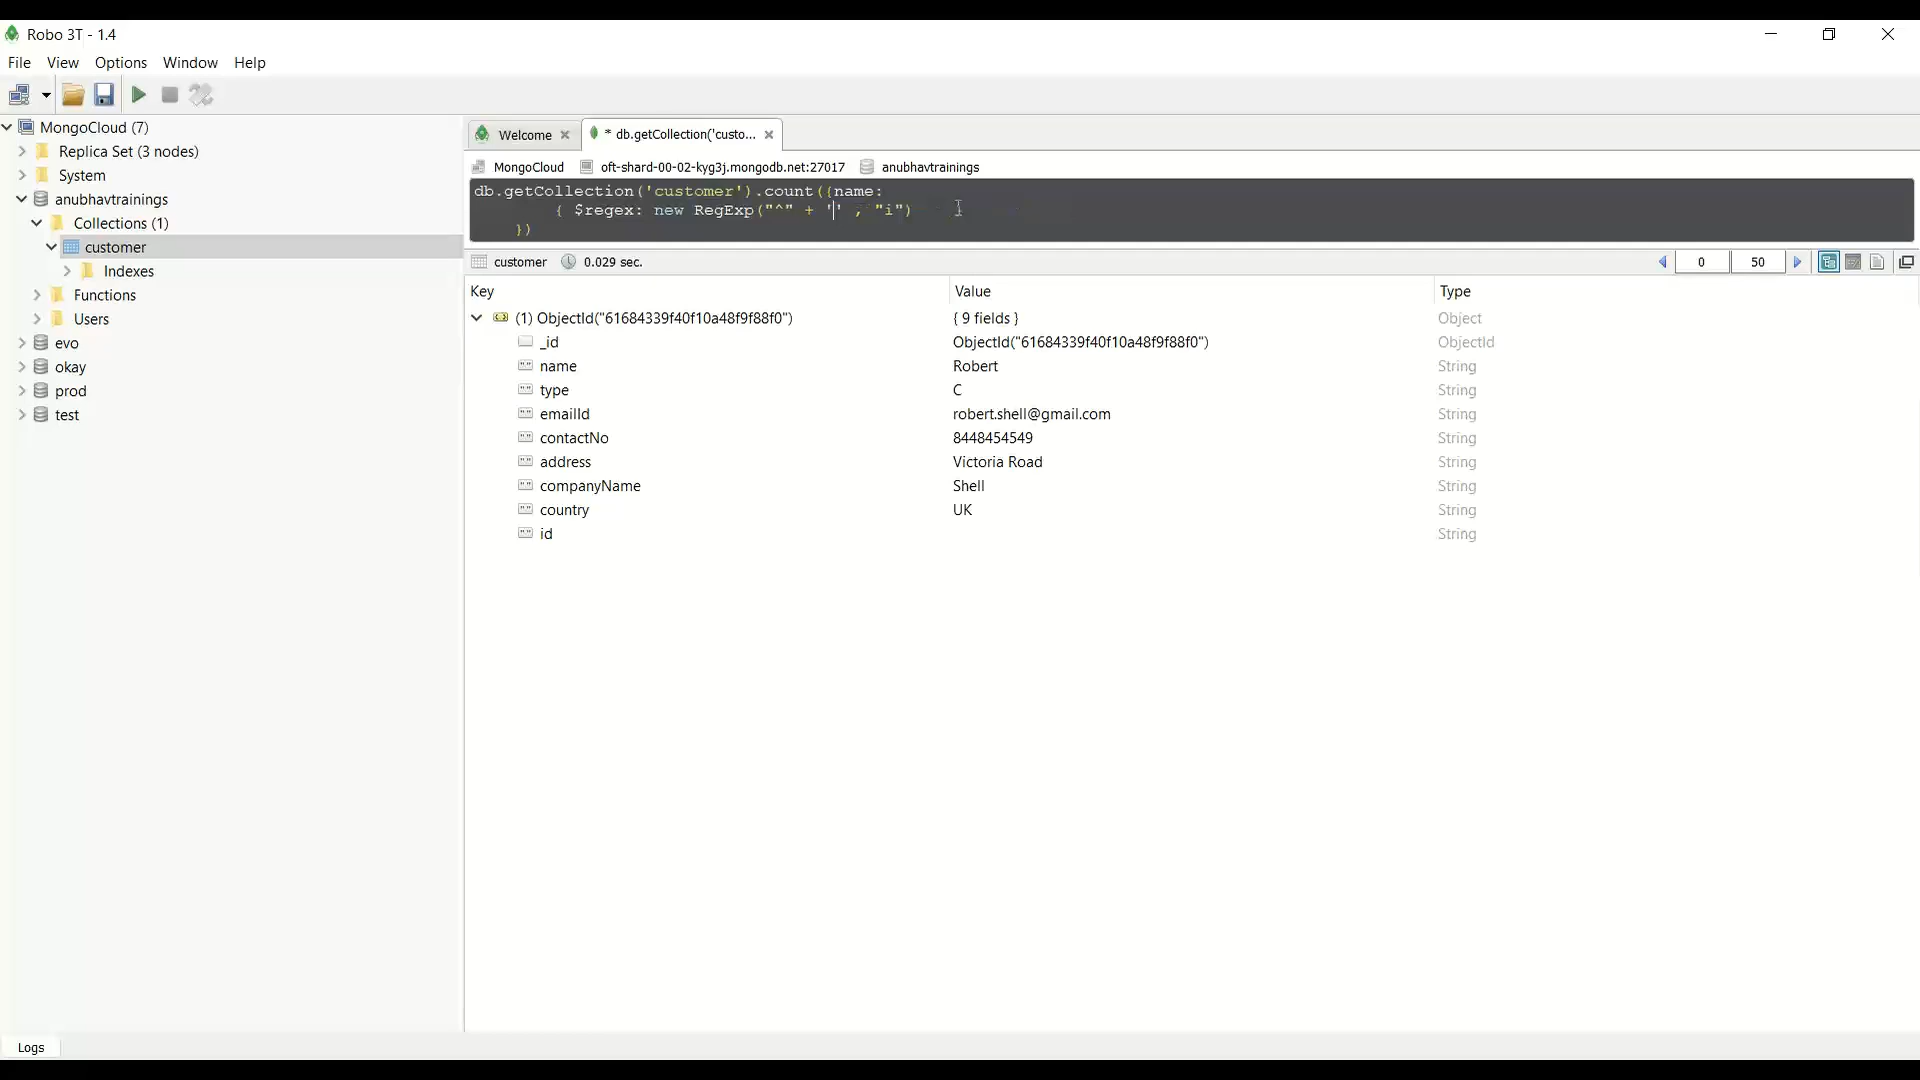 Robo 3T - 1.4
File View Options Window Help
MongoCloud (7)
Replica Set (3 nodes)
System
anubhavtrainings
Collections (1)
customer
Indexes
Functions
Users
evo
okay
prod
test
Welcome
* db.getCollection('custo...
MongoCloud oft-shard-00-02-kyg3j.mongodb.net:27017 anubhavtrainings
db.getCollection('customer').count({name:
{ $regex: new RegExp("^" + '' , "i") }
})
customer 0.029 sec. 0 50
Key Value Type
(1) ObjectId("61684339f40f10a48f9f88f0") { 9 fields } Object
_id ObjectId("61684339f40f10a48f9f88f0") ObjectId
name Robert String
type C String
emailId robert.shell@gmail.com String
contactNo 8448454549 String
address Victoria Road String
companyName Shell String
country UK String
id String
Logs